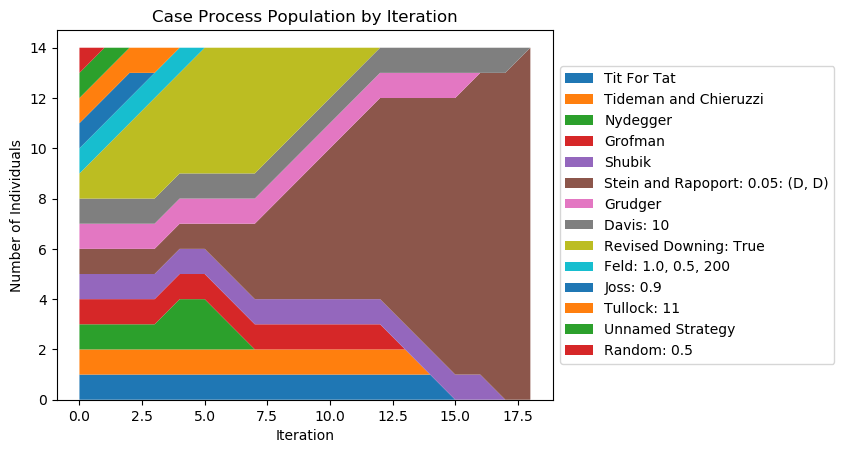 Case Process Population by Iteration
Number of Individuals
14
12
10
8
6
4
2
0
0.0 2.5 5.0 7.5 10.0 12.5 15.0 17.5
Iteration
Tit For Tat
Tideman and Chieruzzi
Nydegger
Grofman
Shubik
Stein and Rapoport: 0.05: (D, D)
Grudger
Davis: 10
Revised Downing: True
Feld: 1.0, 0.5, 200
Joss: 0.9
Tullock: 11
Unnamed Strategy
Random: 0.5